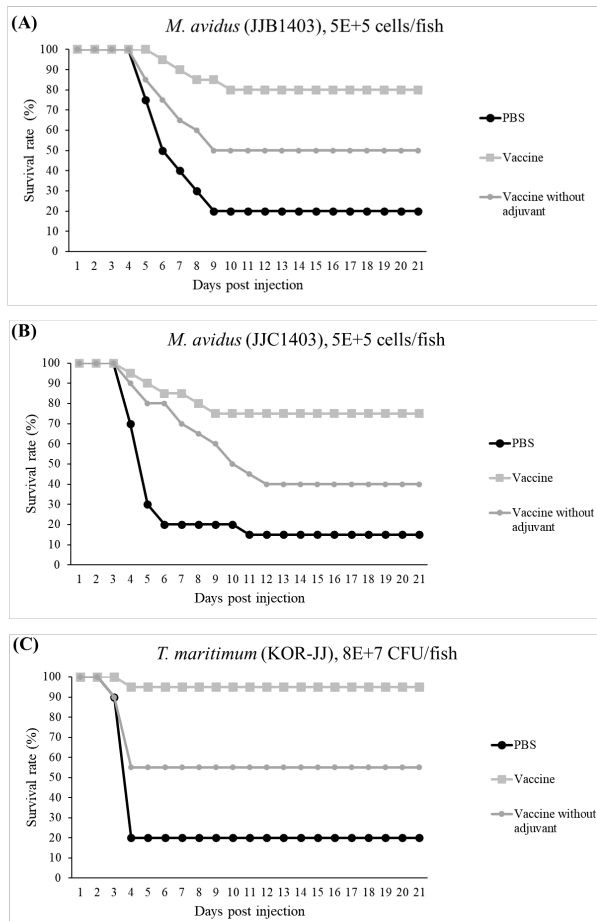 (A)
M. avidus (JJB1403), 5E+5 cells/fish
Survival rate (%)
100
90
80
70
60
50
40
30
20
10
0
1 2 3 4 5 6 7 8 9 10 11 12 13 14 15 16 17 18 19 20 21
Days post injection
PBS
Vaccine
Vaccine without
adjuvant
(B)
M. avidus (JJC1403), 5E+5 cells/fish
Survival rate (%)
100
90
80
70
60
50
40
30
20
10
0
1 2 3 4 5 6 7 8 9 10 11 12 13 14 15 16 17 18 19 20 21
Days post injection
PBS
Vaccine
Vaccine without
adjuvant
(C)
T. maritimum (KOR-JJ), 8E+7 CFU/fish
Survival rate (%)
100
90
80
70
60
50
40
30
20
10
0
1 2 3 4 5 6 7 8 9 10 11 12 13 14 15 16 17 18 19 20 21
Days post injection
PBS
Vaccine
Vaccine without
adjuvant